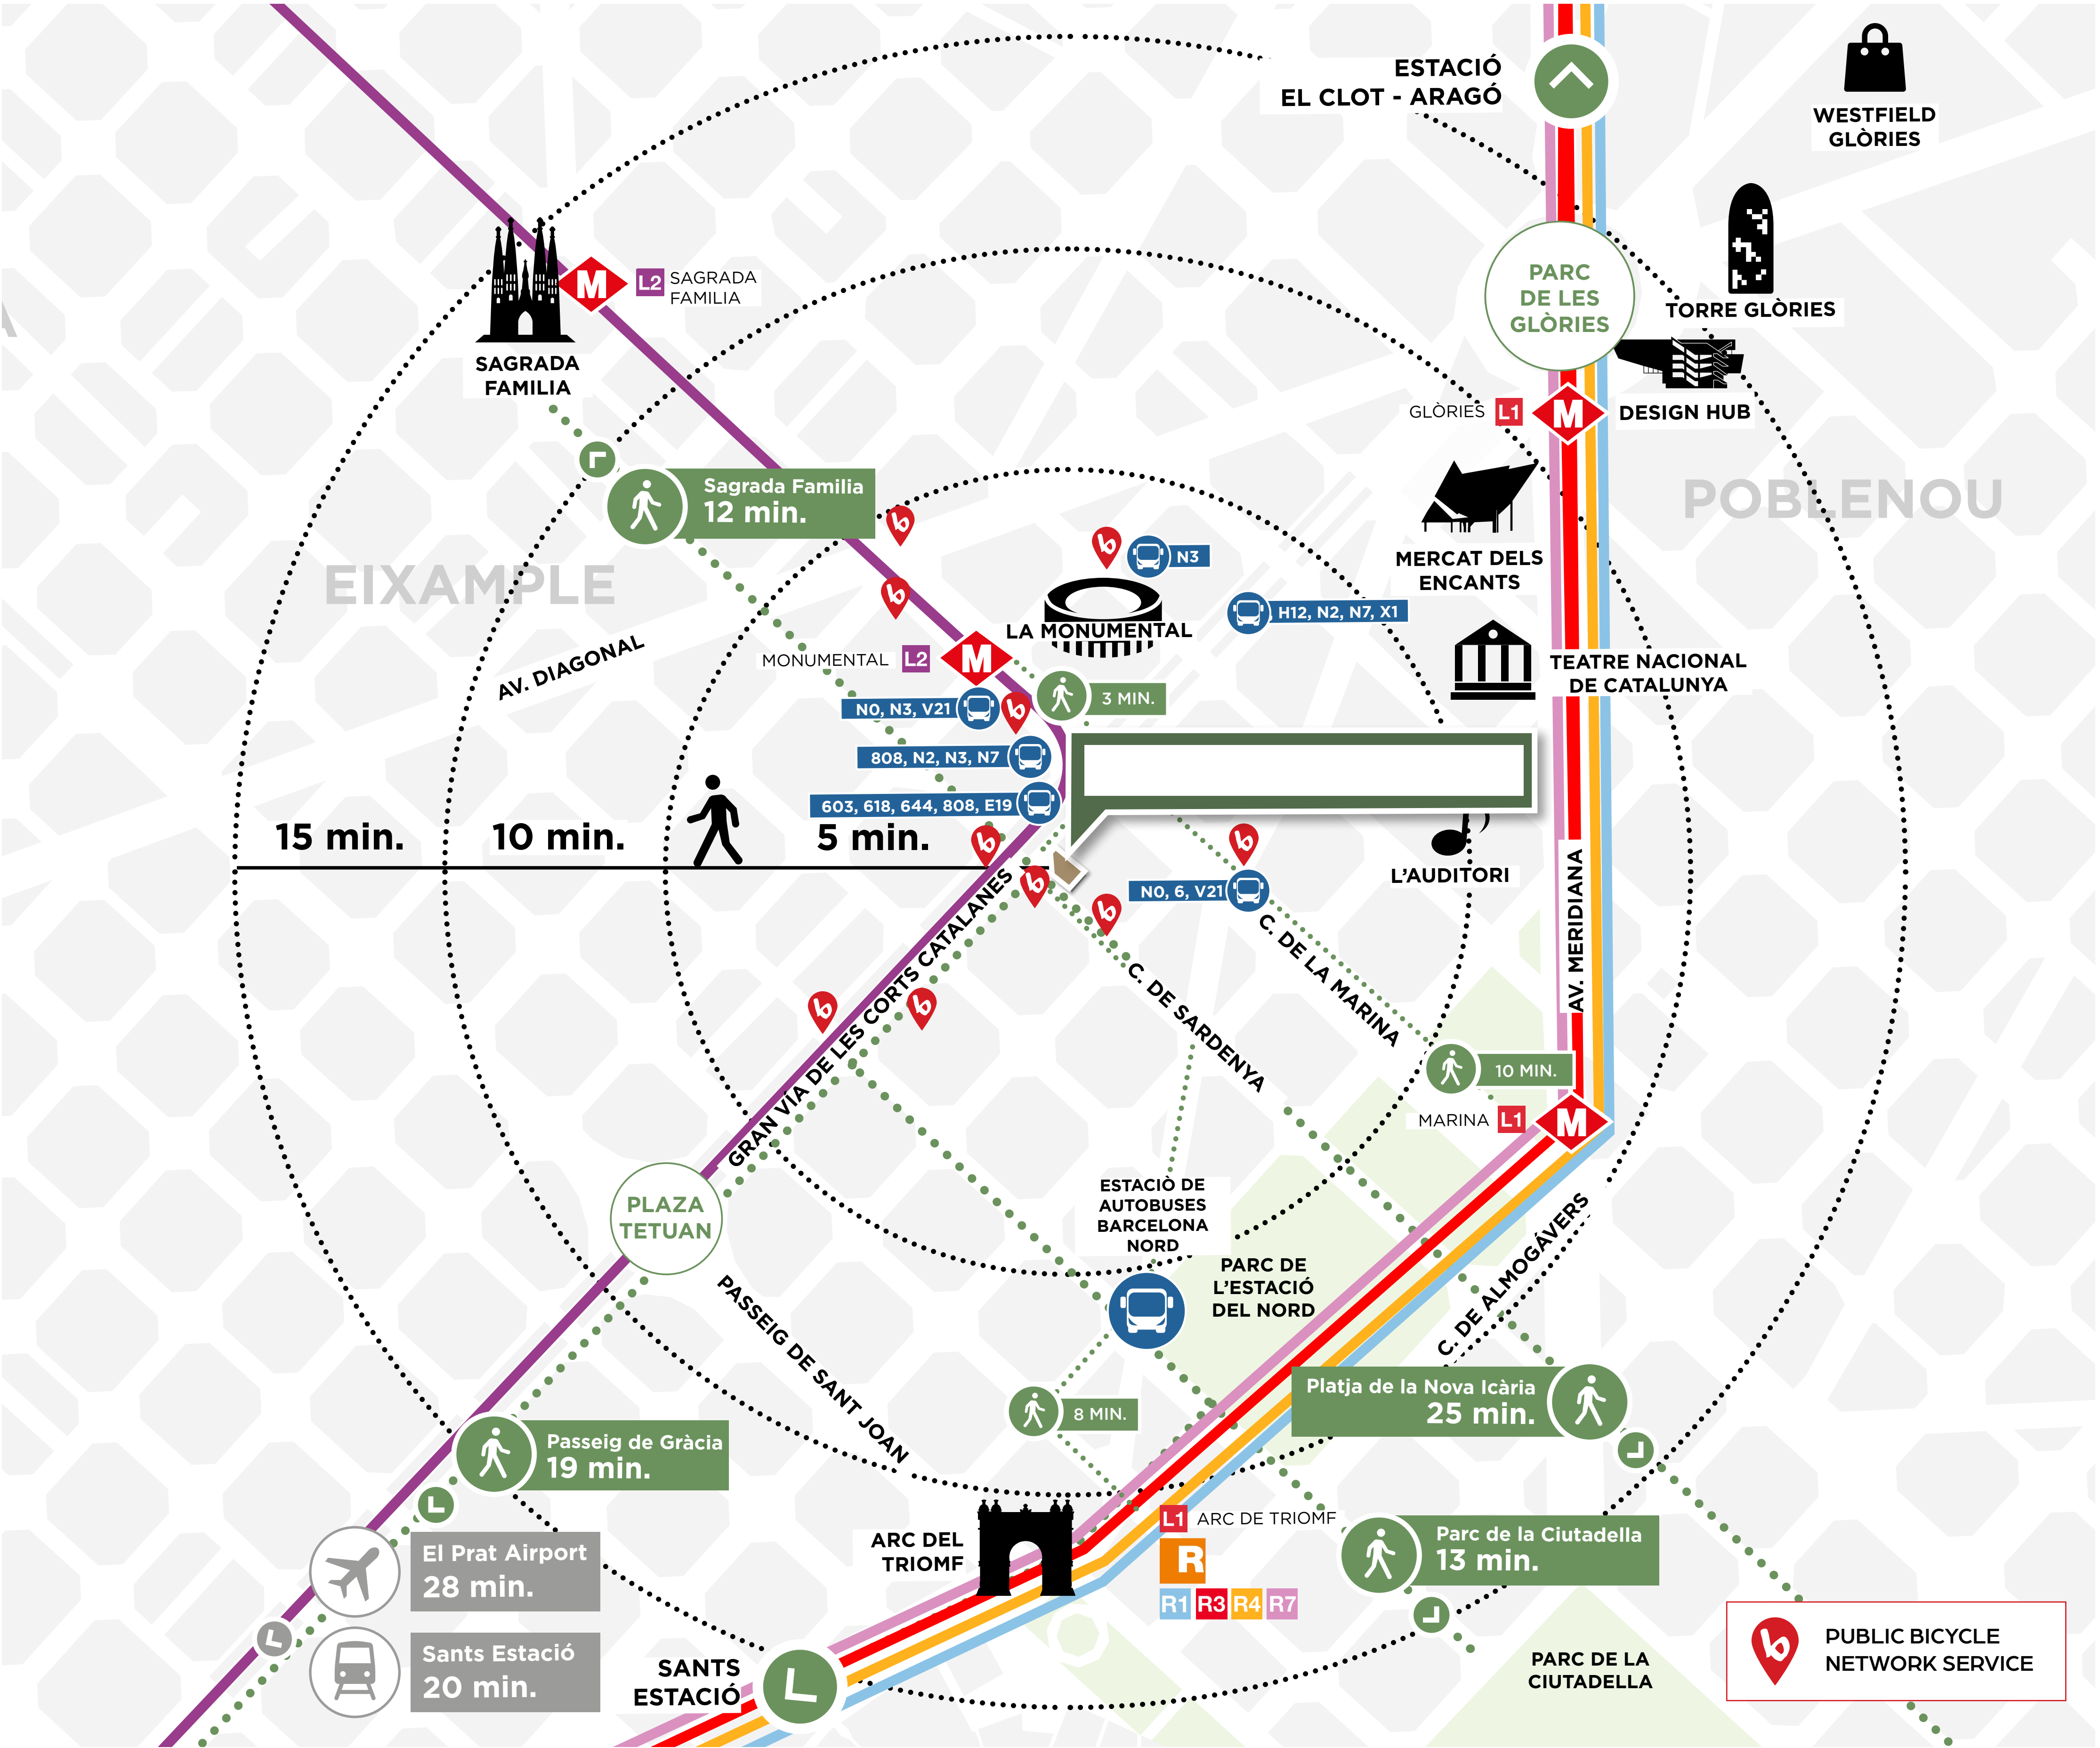 ESTACIÓ
EL CLOT - ARAGÓ
WESTFIELD
GLÒRIES
PARC
DE LES
GLÒRIES
TORRE GLÒRIES
M
L2
SAGRADA
FAMILIA
SAGRADA
FAMILIA
GLÒRIES
L1
M
DESIGN HUB
POBLENOU
Sagrada Familia
12 min.
N3
MERCAT DELS
ENCANTS
EIXAMPLE
H12, N2, N7, X1
LA MONUMENTAL
AV. DIAGONAL
MONUMENTAL
L2
M
TEATRE NACIONAL
DE CATALUNYA
3 MIN.
N0, N3, V21
808, N2, N3, N7
603, 618, 644, 808, E19
15 min.
10 min.
5 min.
L'AUDITORI
N0, 6, V21
AV. MERIDIANA
GRAN VÍA DE LES CORTS CATALANES
C. DE LA MARINA
C. DE SARDENYA
10 MIN.
MARINA
L1
M
PLAZA
TETUAN
ESTACIÒ DE
AUTOBUSES
BARCELONA
NORD
PARC DE
L'ESTACIÓ
DEL NORD
C. DE ALMOGÁVERS
PASSEIG DE SANT JOAN
Platja de la Nova Icària
25 min.
8 MIN.
Passeig de Gràcia
19 min.
L1
ARC DE TRIOMF
R
R1 R3 R4 R7
ARC DEL
TRIOMF
Parc de la Ciutadella
13 min.
El Prat Airport
28 min.
Sants Estació
20 min.
SANTS
ESTACIÓ
PARC DE LA
CIUTADELLA
PUBLIC BICYCLE
NETWORK SERVICE